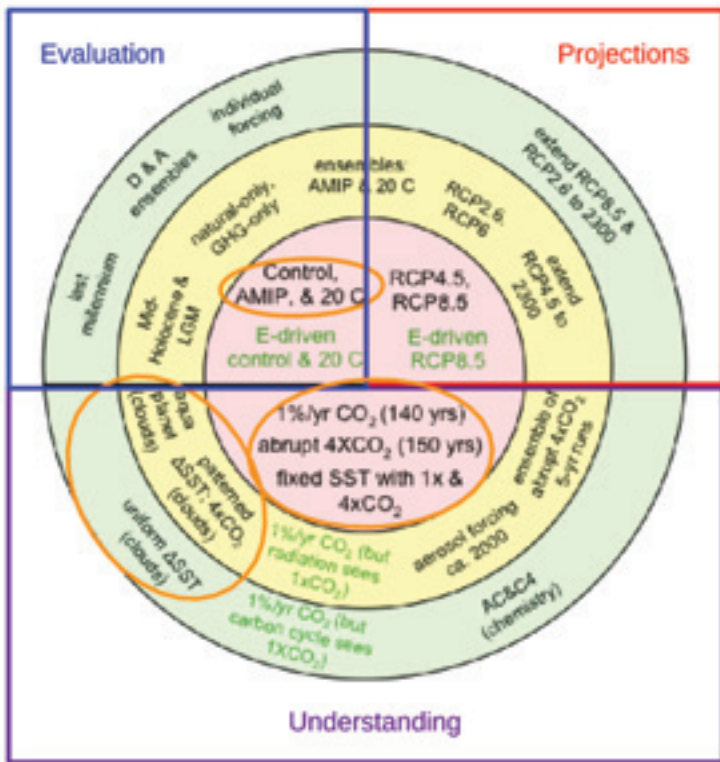 Evaluation
Projections
individual
forcing
D & A
ensembles
last
millennium
extend RCP8.5 &
RCP2.6 to 2300
ensembles:
AMIP & 20 C
natural-only,
GHG-only
Mid-
Holocene &
LGM
RCP2.6,
RCP6
extend
RCP4.5 to
2300
Control,
AMIP, & 20 C
RCP4.5,
RCP8.5
E-driven
control & 20 C
E-driven
RCP8.5
1%/yr CO₂ (140 yrs)
abrupt 4XCO₂ (150 yrs)
fixed SST with 1x &
4xCO₂
aqua
planet
(clouds)
patterned
ΔSST: 4xCO₂
(clouds)
uniform ΔSST
(clouds)
1%/yr CO₂ (but
radiation sees
1xCO₂)
1%/yr CO₂ (but
carbon cycle sees
1XCO₂)
aerosol forcing
ca. 2000
ensemble of
abrupt 4xCO₂
5-yr runs
AC&C4
(chemistry)
Understanding